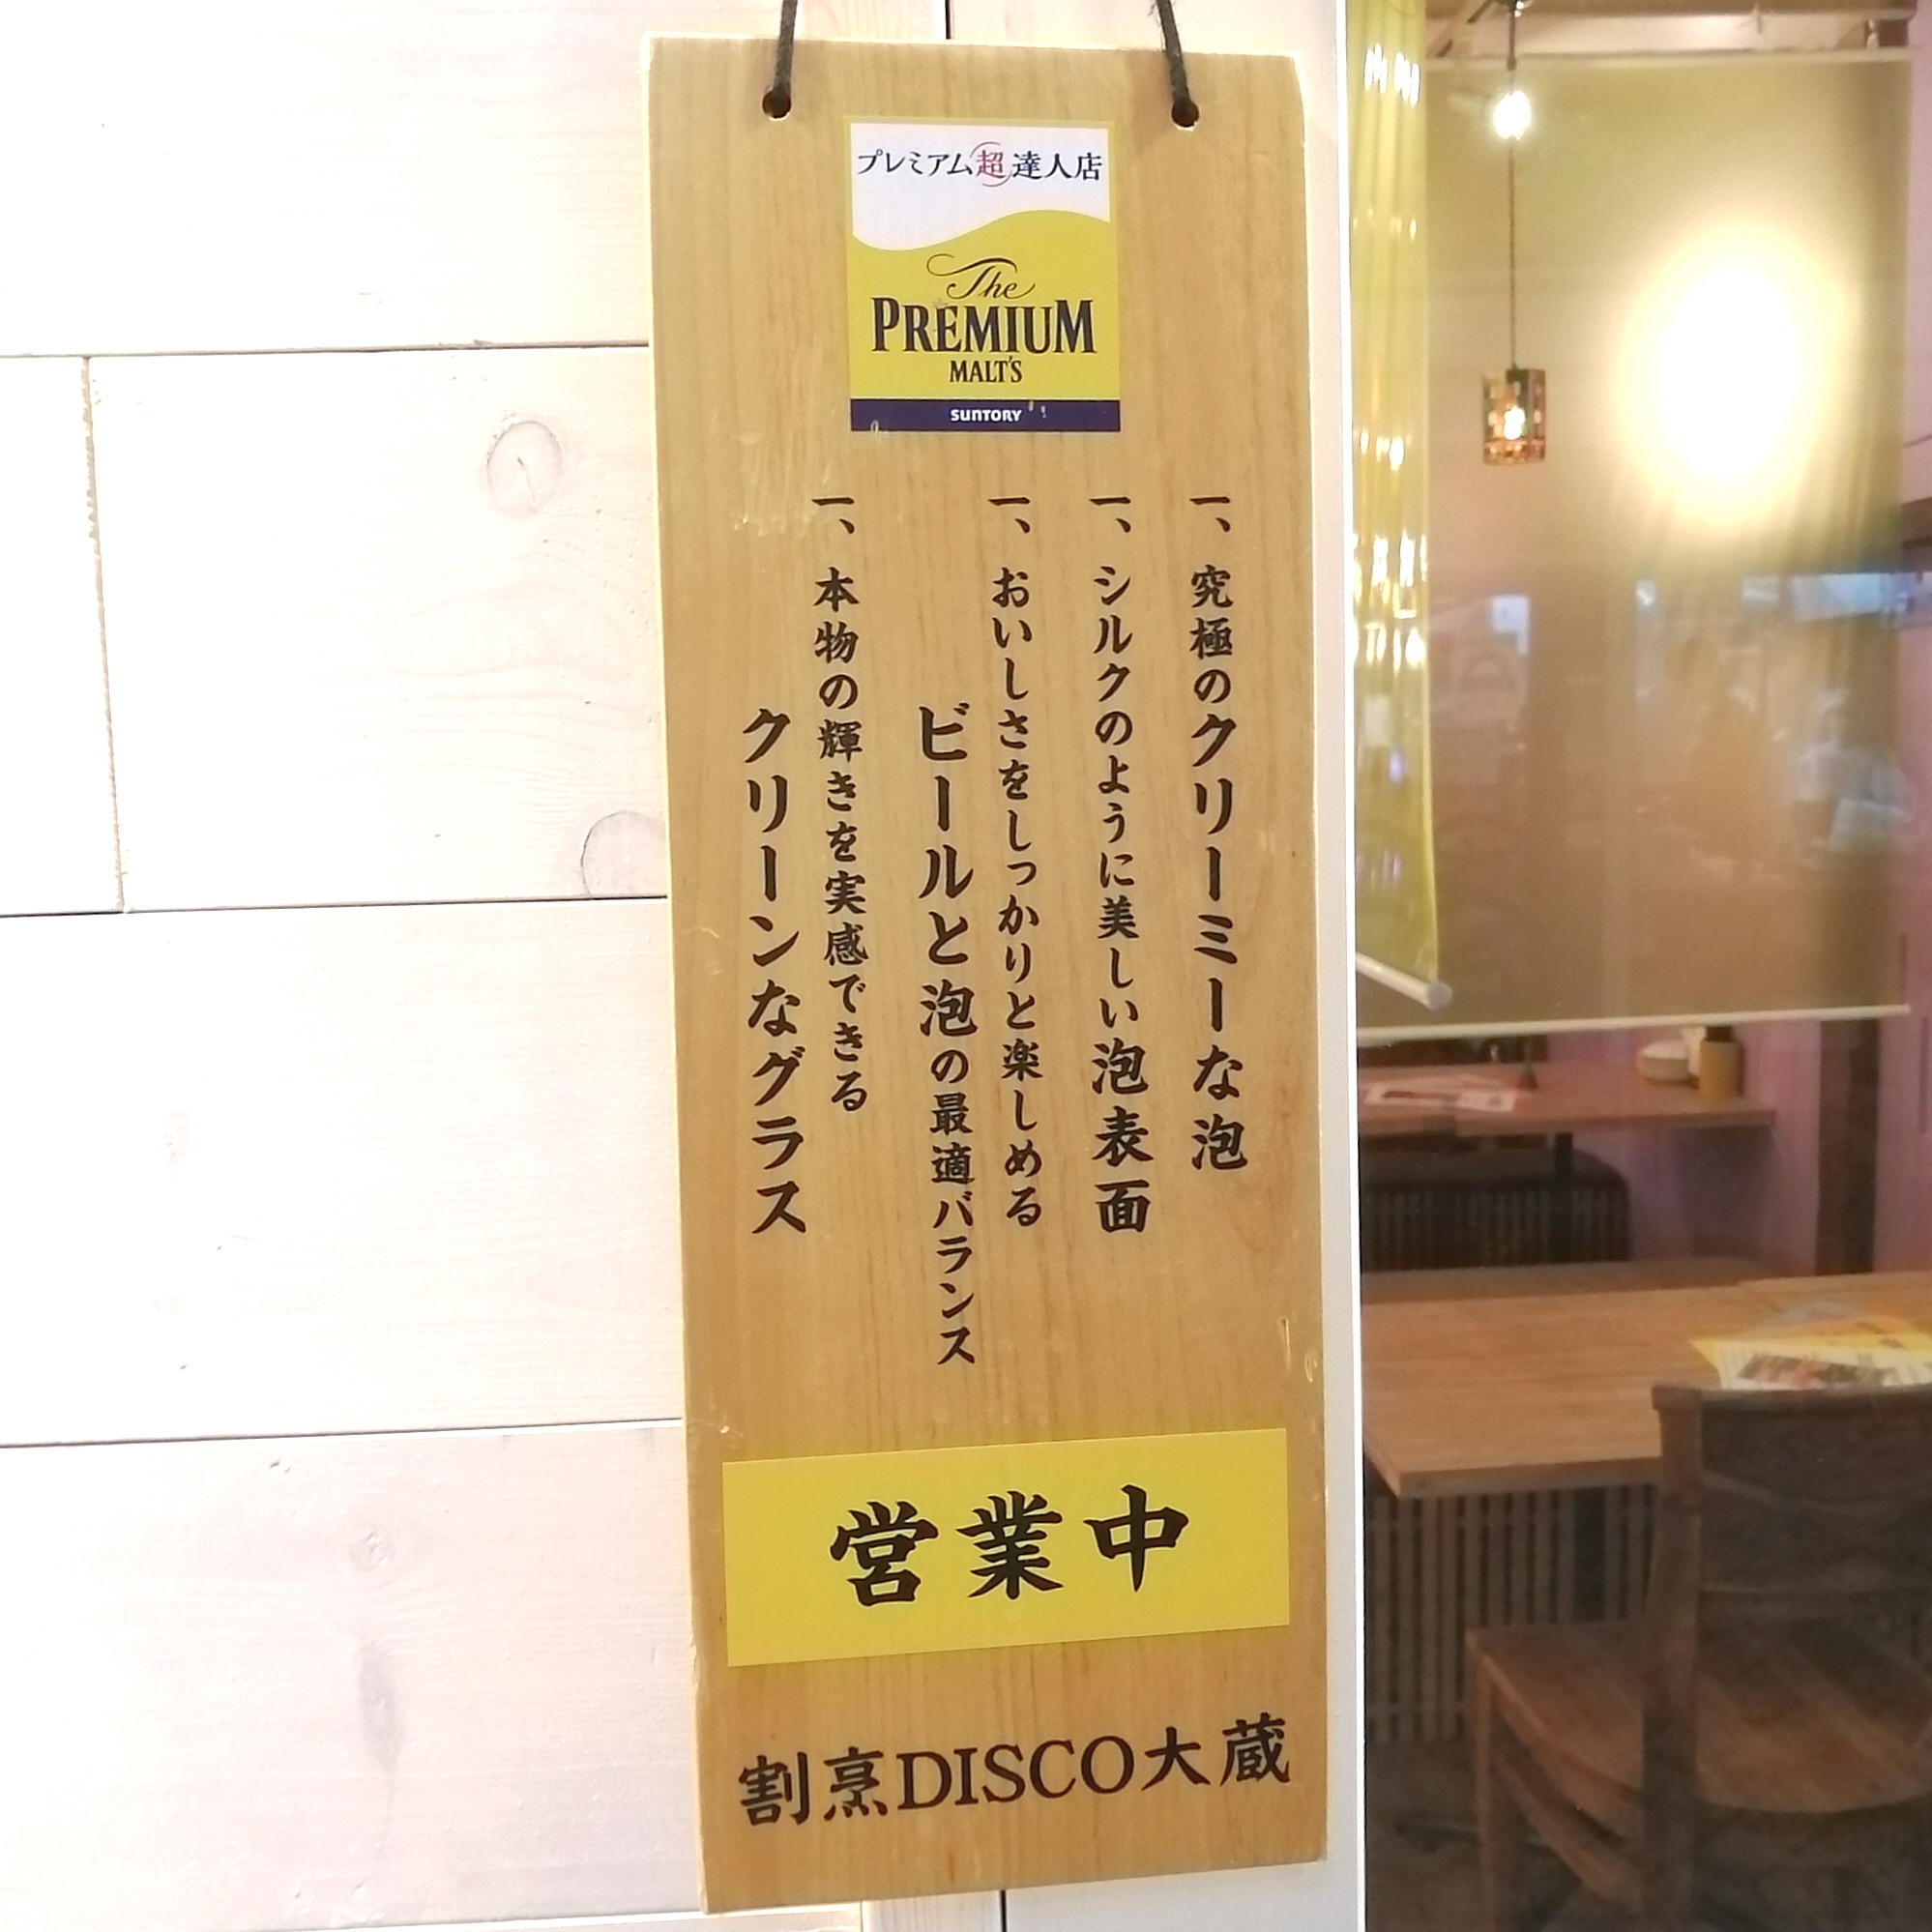 プレミアム超達人店
The
PREMIUM
MALT'S
SUNTORY
一、究極のクリーミーな泡
一、シルクのように美しい泡表面
一、おいしさをしっかりと楽しめる
ビールと泡の最適バランス
一、本物の輝きを実感できる
クリーンなグラス
営業中
割烹DISCO大蔵